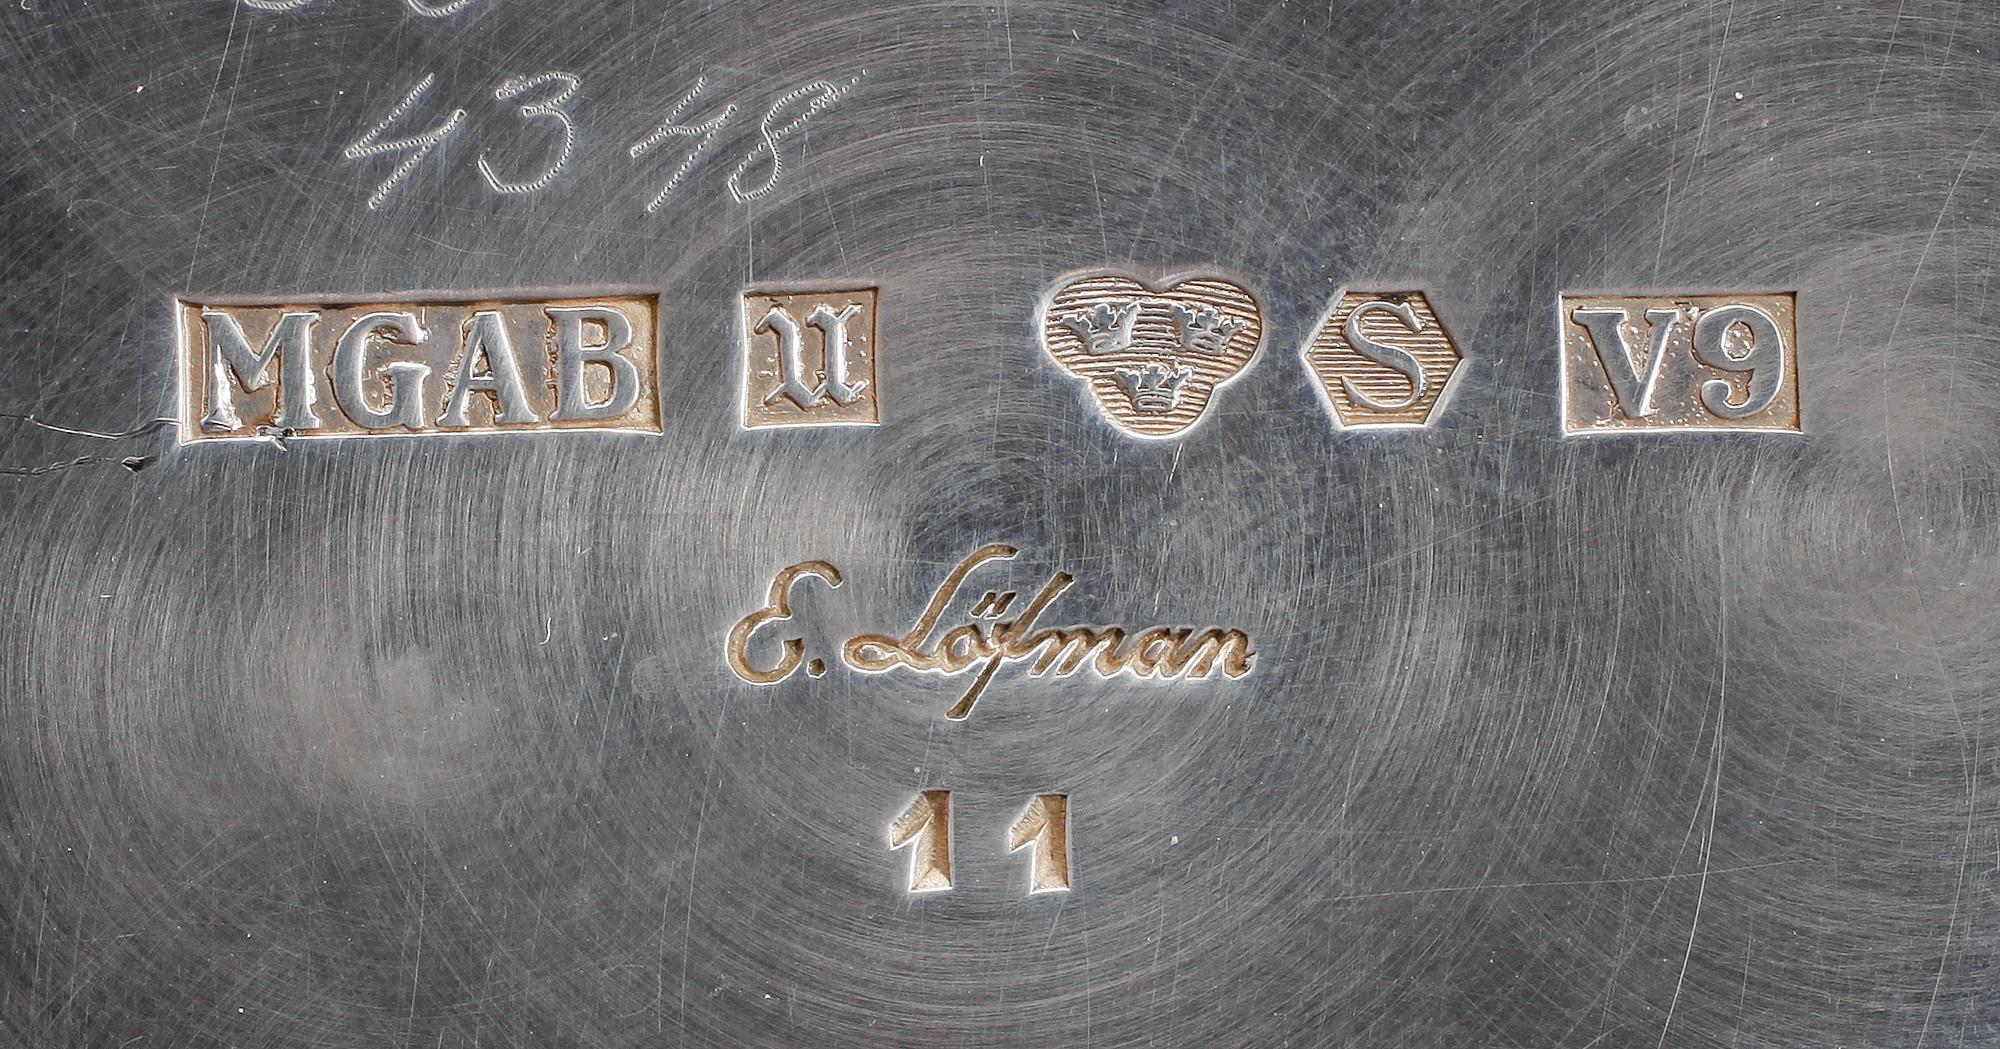 4348
MGAB U S V9
E. Löfman
11